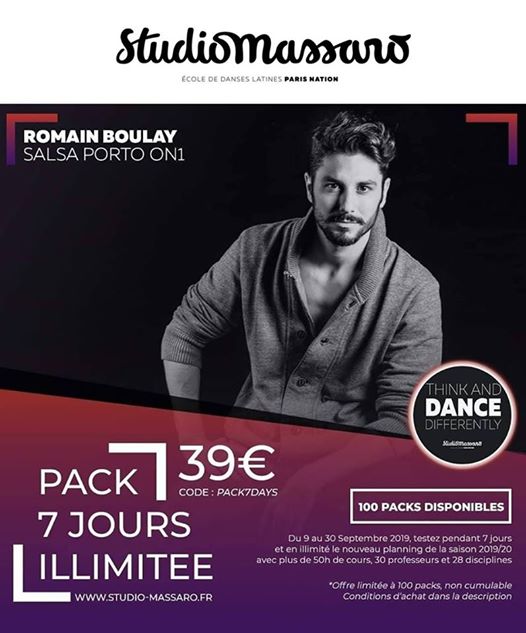 StudioMassaro
ÉCOLE DE DANSES LATINES PARIS NATION
ROMAIN BOULAY
SALSA PORTO ON1
THINK AND
DANCE
DIFFERENTLY
StudioMassaro
PACK
7 JOURS
ILLIMITEE
WWW.STUDIO-MASSARO.FR
39€
CODE : PACK7DAYS
100 PACKS DISPONIBLES
Du 9 au 30 Septembre 2019, testez pendant 7 jours
et en illimité le nouveau planning de la saison 2019/20
avec plus de 50h de cours, 30 professeurs et 28 disciplines
*Offre limitée à 100 packs, non cumulable
Conditions d'achat dans la description